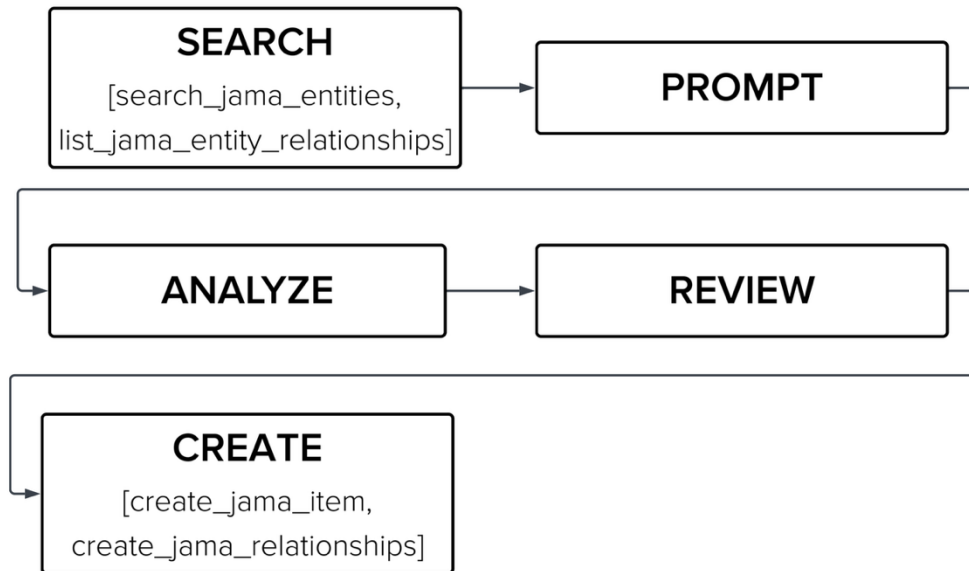 SEARCH
[search_jama_entities,
list_jama_entity_relationships]
PROMPT
ANALYZE
REVIEW
CREATE
[create_jama_item,
create_jama_relationships]